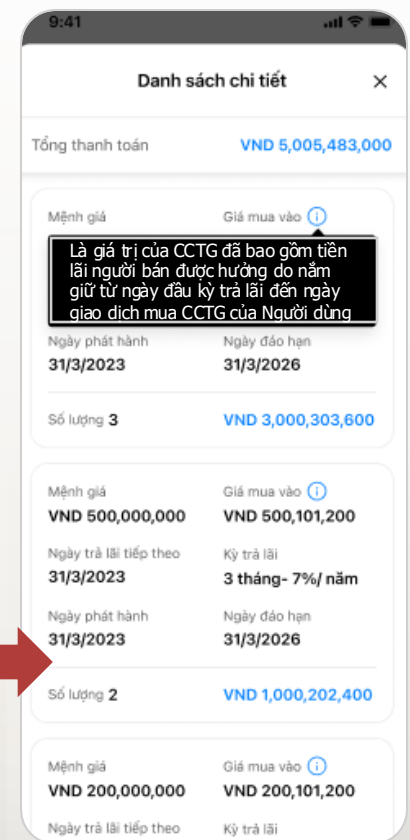 9:41
Danh sách chi tiết
Tổng thanh toán VND 5,005,483,000
Mệnh giá Giá mua vào
Là giá trị của CCTG đã bao gồm tiền
lãi người bán được hưởng do nắm
giữ từ ngày đầu kỳ trả lãi đến ngày
giao dịch mua CCTG của Người dùng
Ngày phát hành Ngày đáo hạn
31/3/2023 31/3/2026
Số lượng 3 VND 3,000,303,600
Mệnh giá Giá mua vào
VND 500,000,000 VND 500,101,200
Ngày trả lãi tiếp theo Kỳ trả lãi
31/3/2023 3 tháng- 7%/ năm
Ngày phát hành Ngày đáo hạn
31/3/2023 31/3/2026
Số lượng 2 VND 1,000,202,400
Mệnh giá Giá mua vào
VND 200,000,000 VND 200,101,200
Ngày trả lãi tiếp theo Kỳ trả lãi